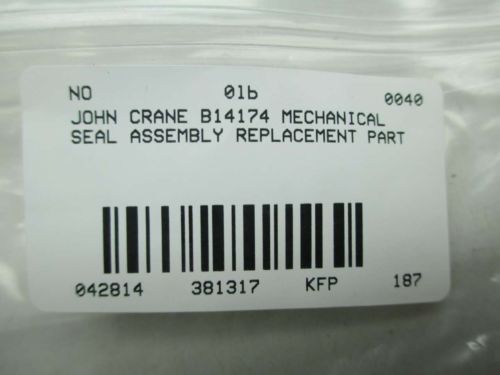 NO 01b 0040
JOHN CRANE B14174 MECHANICAL
SEAL ASSEMBLY REPLACEMENT PART
042814 381317 KFP 187